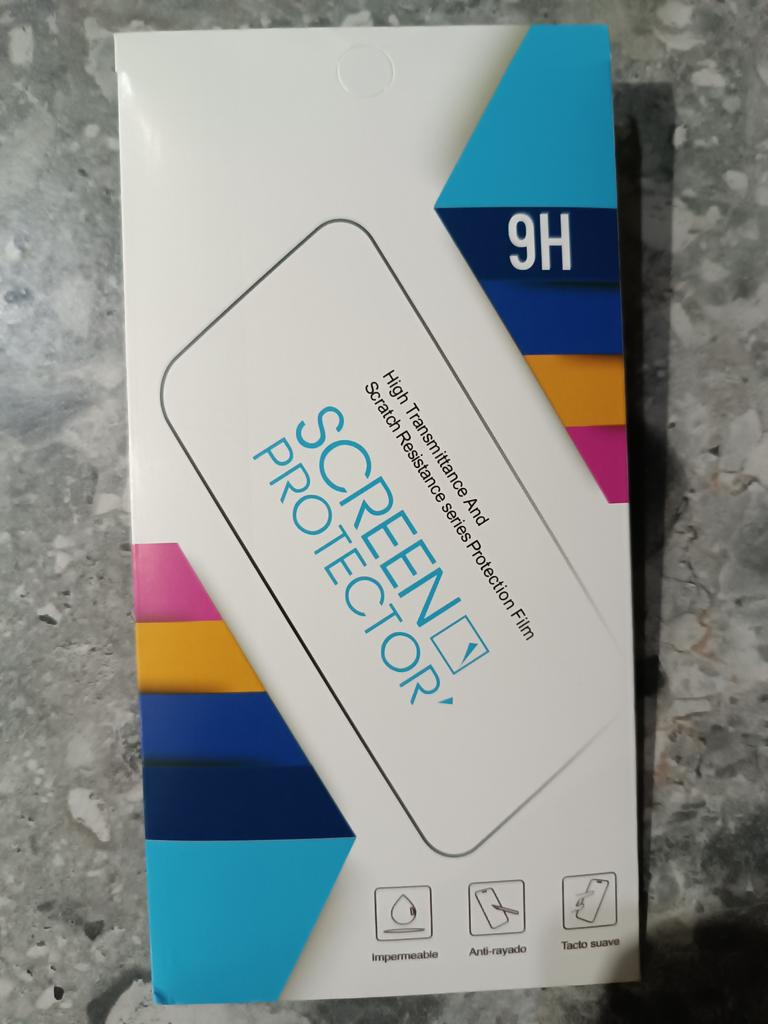 9H
High Transmittance And
Scratch Resistance series Protection Film
SCREEN
PROTECTOR
Impermeable
Anti-rayado
Tacto suave